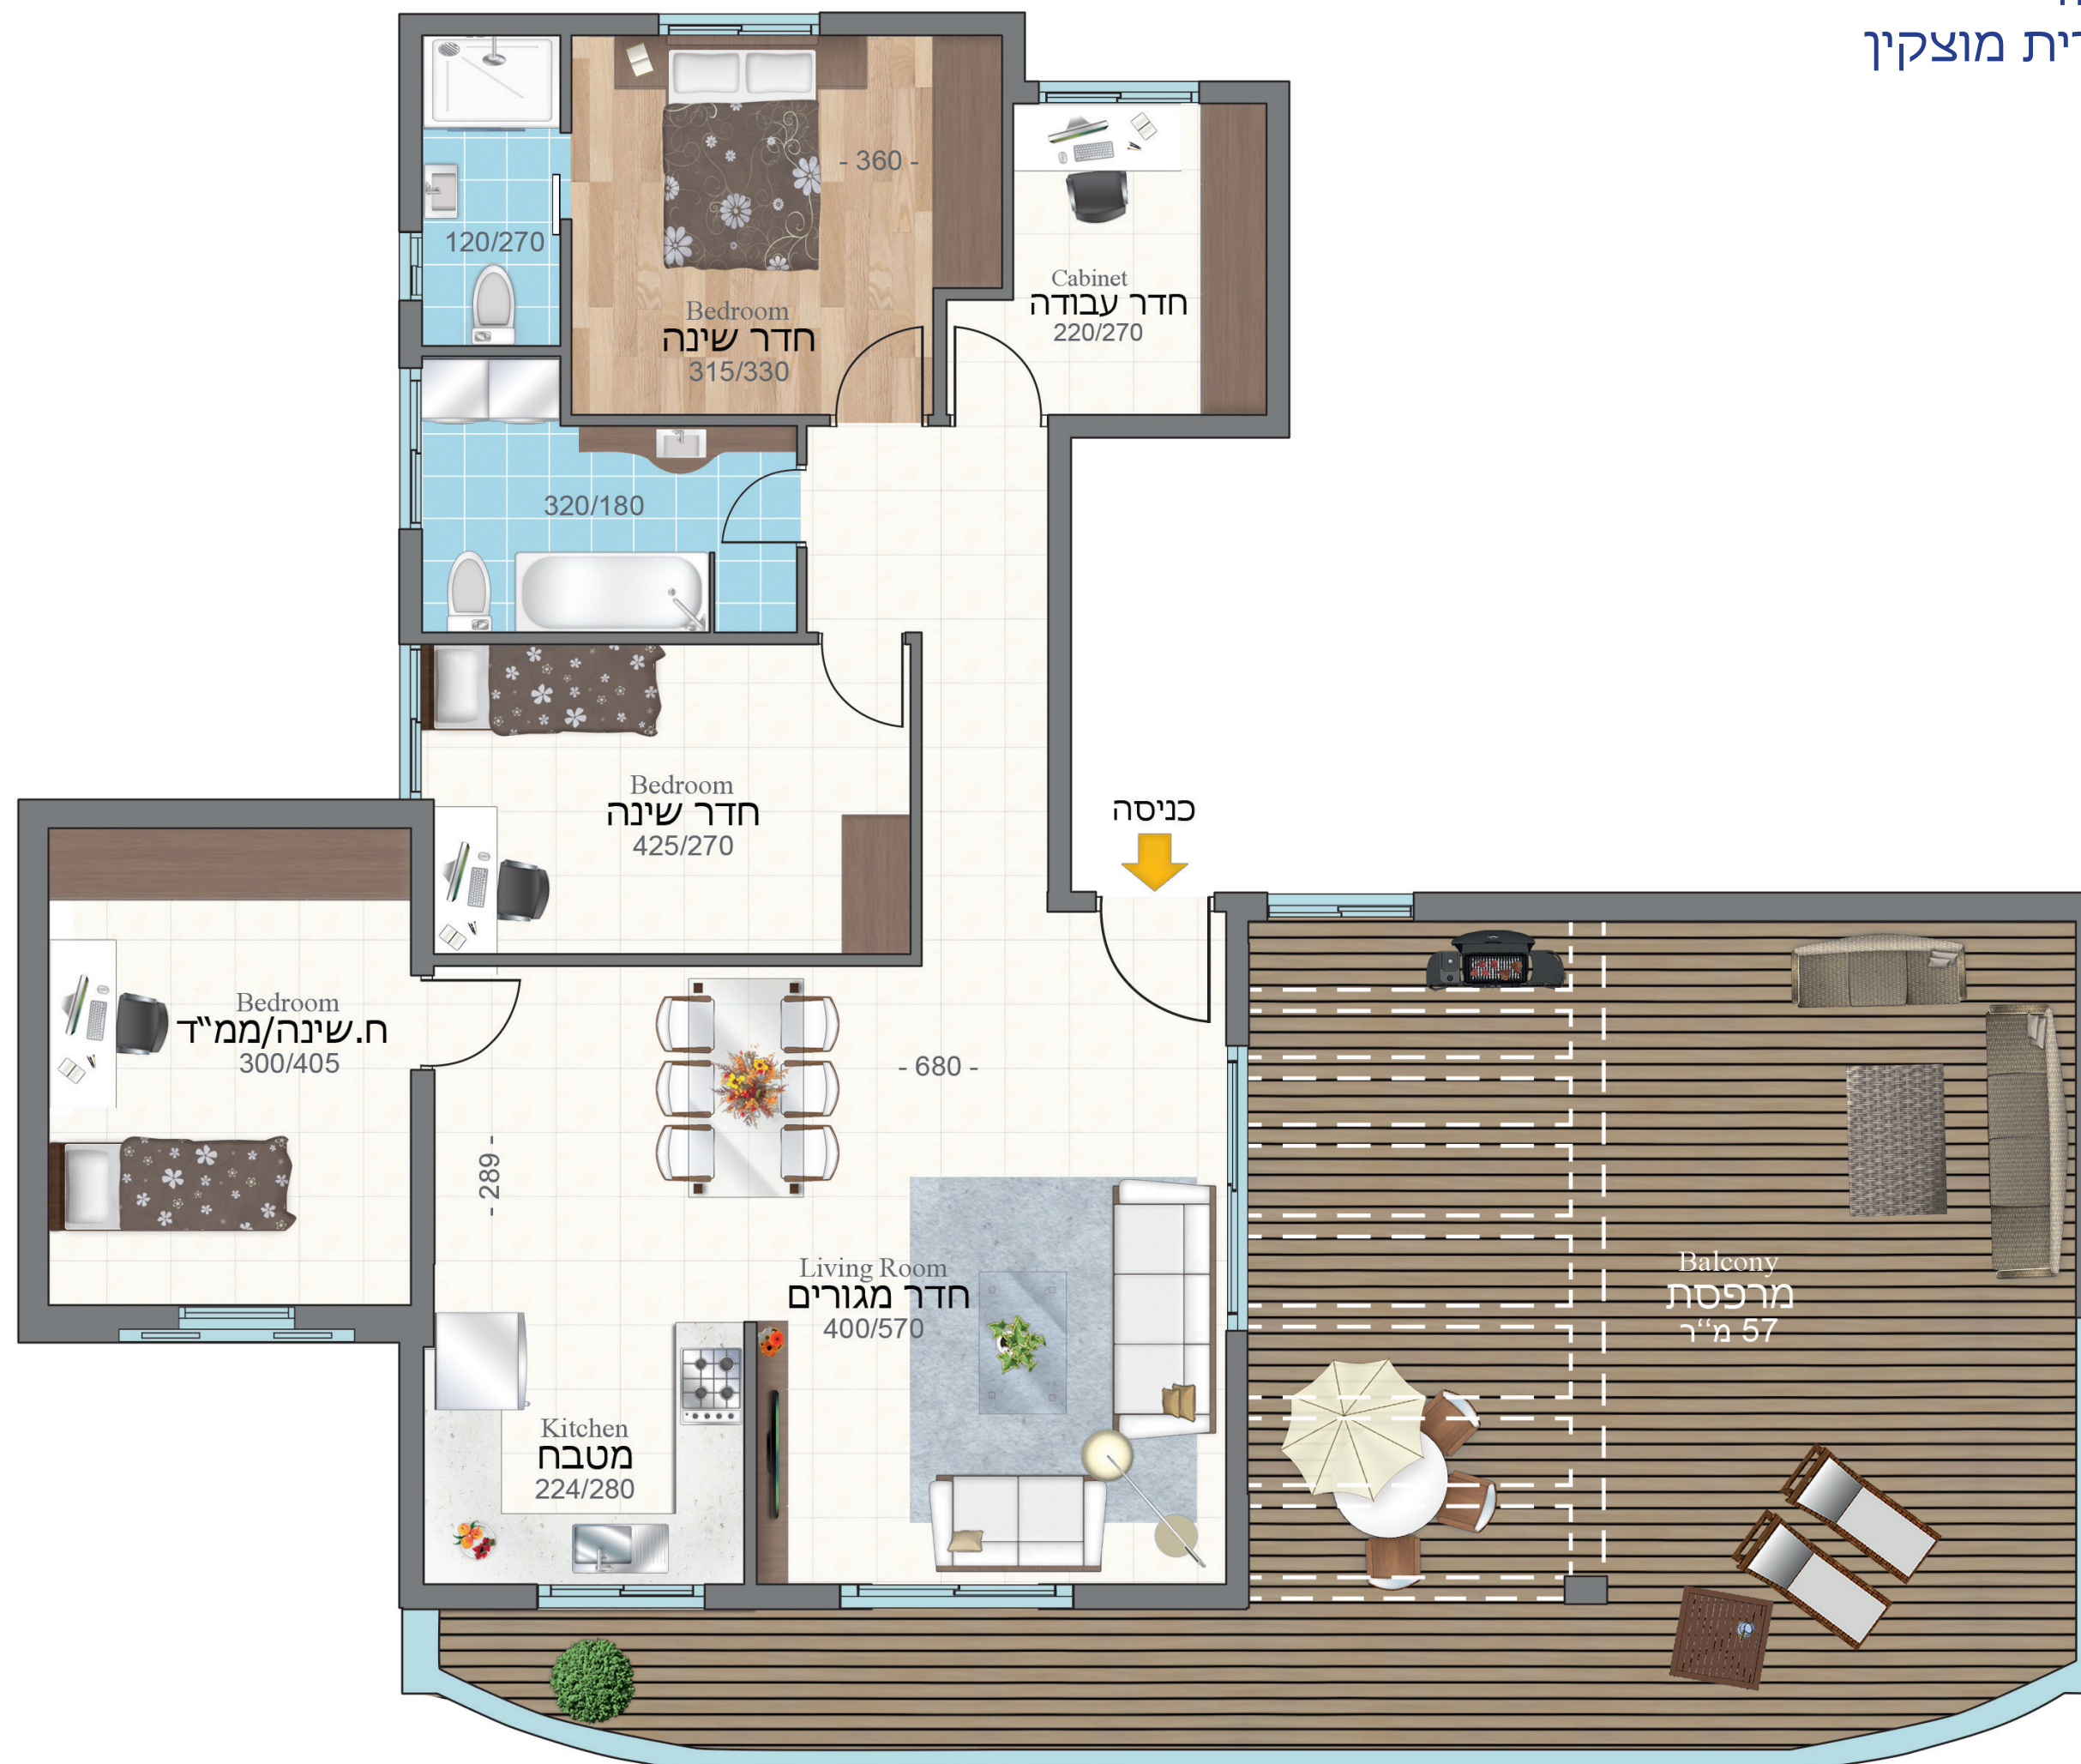 מוצקין
- 360 -
120/270
Bedroom
חדר שינה
315/330
Cabinet
חדר עבודה
220/270
320/180
Bedroom
חדר שינה
425/270
כניסה
Bedroom
ח.שינה/ממ״ד
300/405
- 680 -
- 289 -
Living Room
חדר מגורים
400/570
Balcony
מרפסת
57 מ״ר
Kitchen
מטבח
224/280